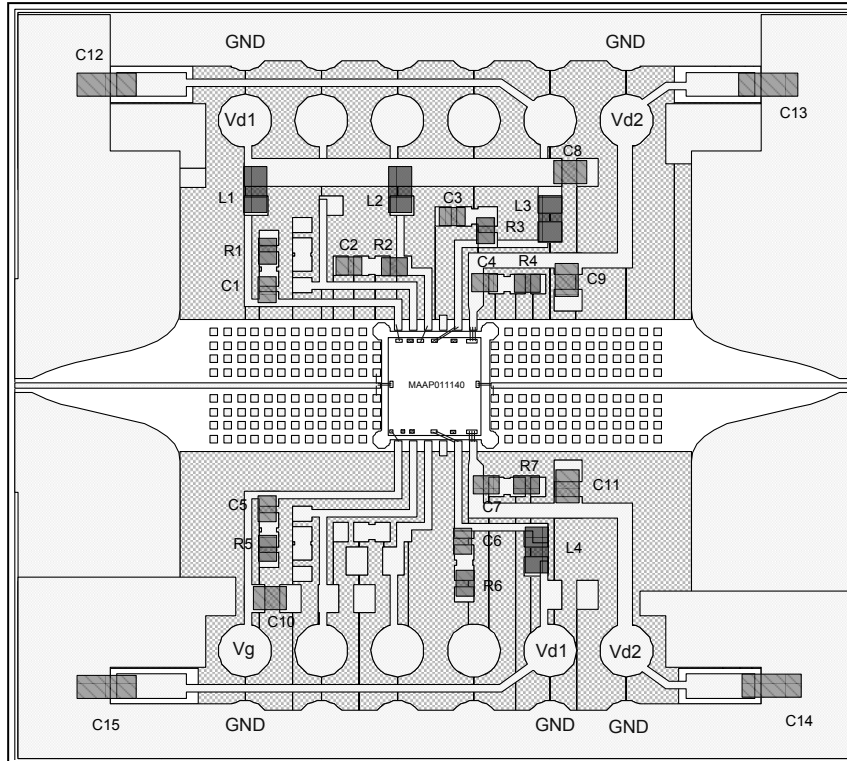 GND
GND
C12
C13
Vd1
Vd2
C8
L1
L2
C3
L3
R3
R1
C2
R2
C4
R4
C9
C1
MAAP011140
R7
C11
C5
C7
R5
C6
L4
R6
C10
Vg
Vd1
Vd2
C15
GND
GND
GND
C14